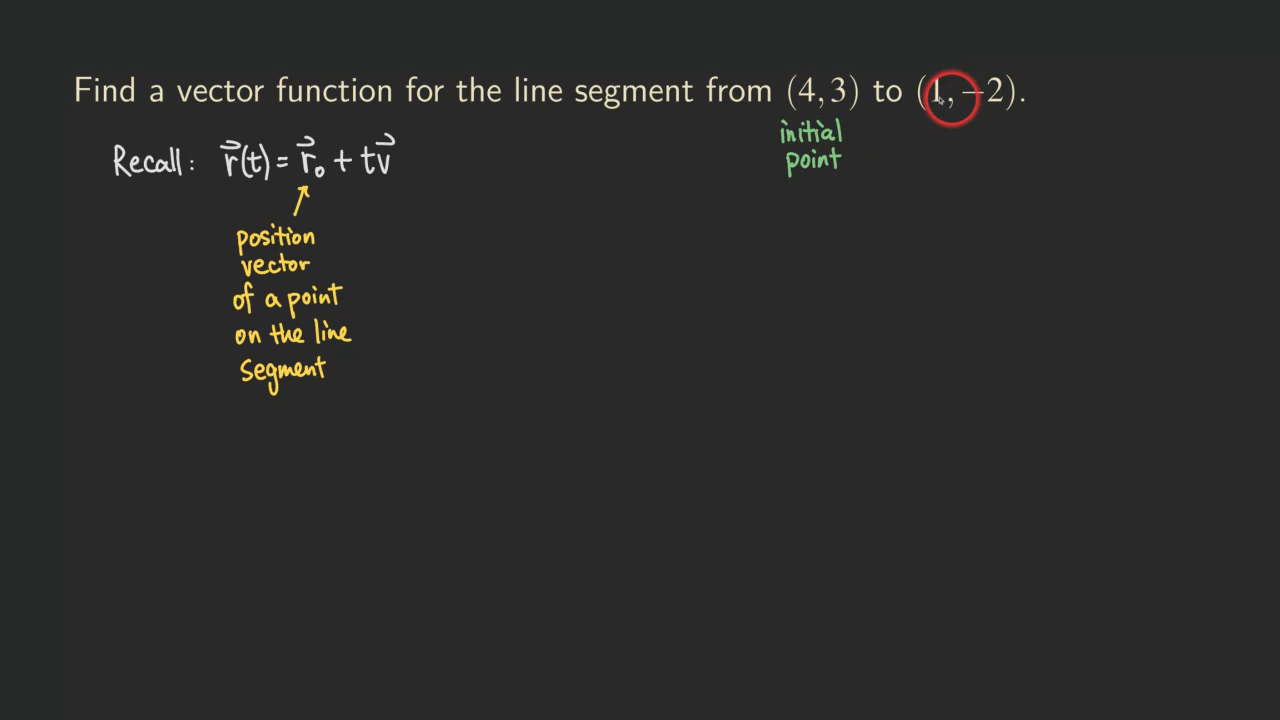 Find a vector function for the line segment from (4, 3) to (1, −2).
initial
point
Recall: r⃗(t) = r⃗₀ + tv⃗
position
vector
of a point
on the line
segment